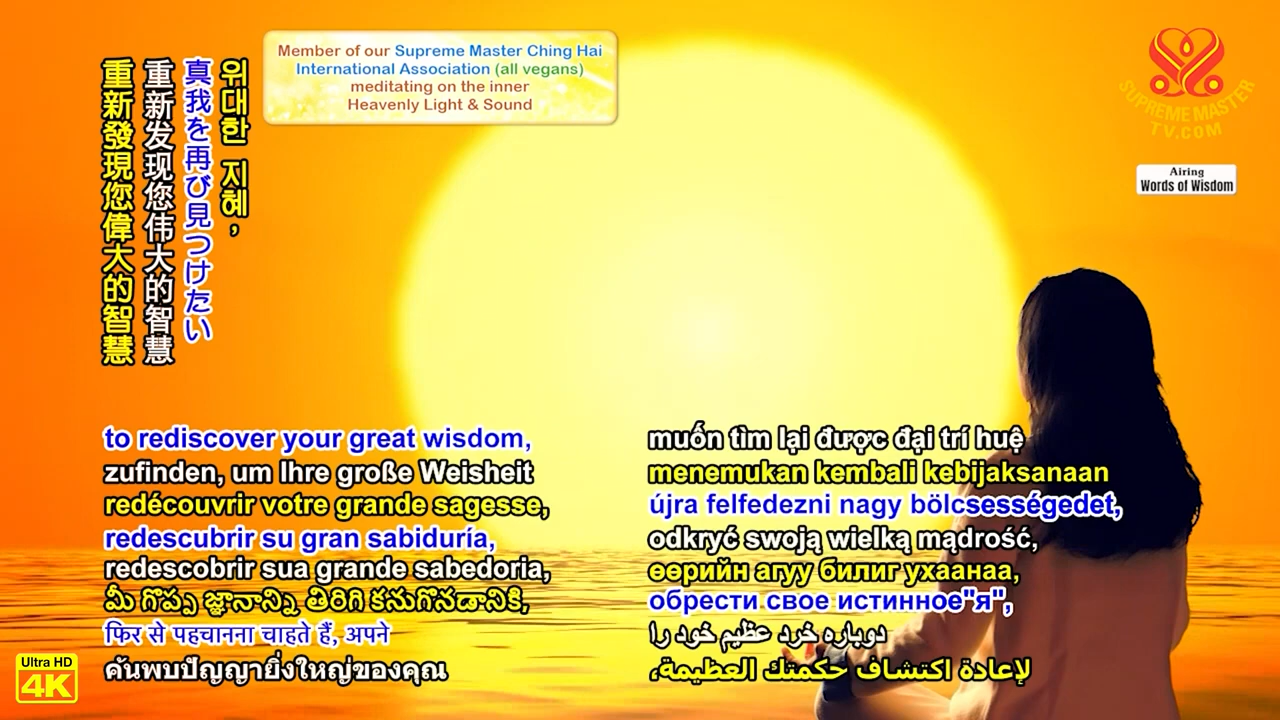 Member of our Supreme Master Ching Hai
International Association (all vegans)
meditating on the inner
Heavenly Light & Sound
SUPREME MASTER
TV.COM
Airing
Words of Wisdom
위대한 지혜,
真我を再び見つけたい
重新发现您伟大的智慧
重新發現您偉大的智慧
to rediscover your great wisdom,
zufinden, um Ihre große Weisheit
redécouvrir votre grande sagesse,
redescubrir su gran sabiduría,
redescobrir sua grande sabedoria,
మీ గొప్ప జ్ఞానాన్ని తిరిగి కనుగొనడానికి,
फिर से पहचानना चाहते हैं, अपने
ค้นพบปัญญายิ่งใหญ่ของคุณ
muốn tìm lại được đại trí huệ
menemukan kembali kebijaksanaan
újra felfedezni nagy bölcsességedet,
odkryć swoją wielką mądrość,
өөрийн агуу билиг ухаанаа,
обрести свое истинное"я",
دوباره خرد عظیم خود را
لإعادة اكتشاف حكمتك العظيمة،
Ultra HD
4K